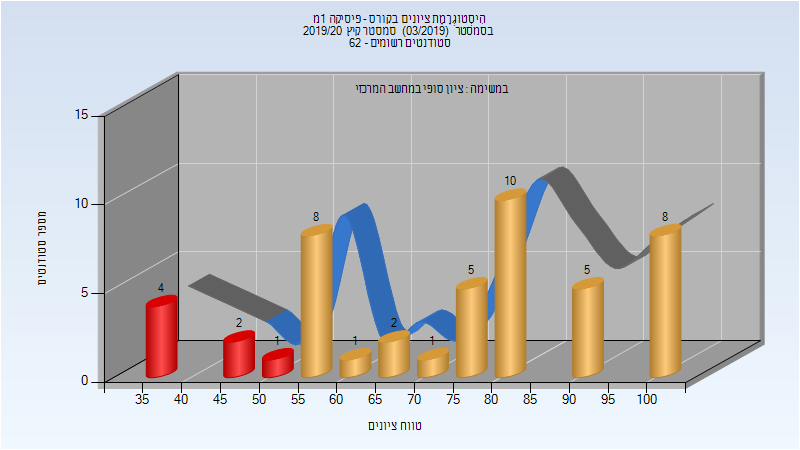 היסטוגרמת ציונים בקורס - פיסיקה 1מ
בסמסטר (03/2019) סמסטר קיץ 2019/20
סטודנטים רשומים - 62
במשימה : ציון סופי במחשב המרכזי
מספר סטודנטים
15
10
5
0
4
2
1
8
1
2
1
5
10
5
8
35 40 45 50 55 60 65 70 75 80 85 90 95 100
טווח ציונים